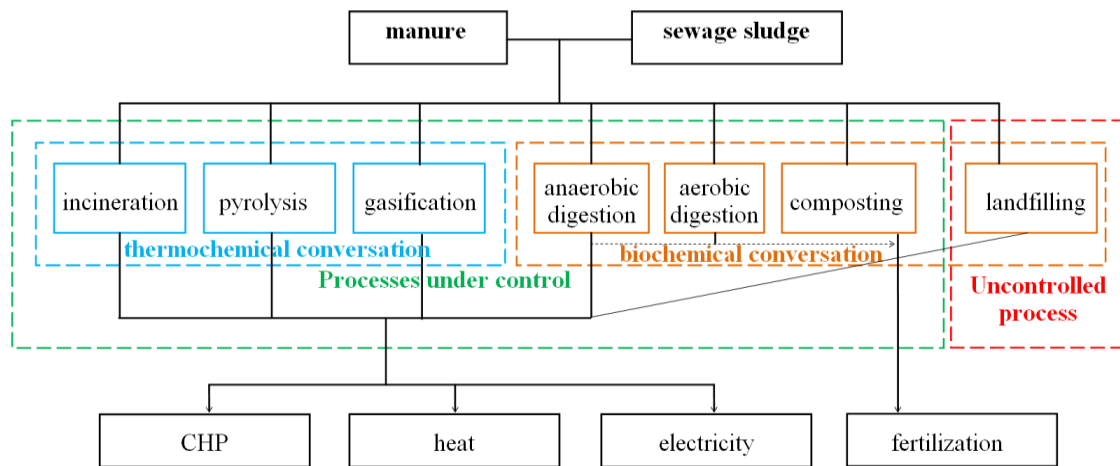 manure
sewage sludge
incineration
pyrolysis
gasification
anaerobic
digestion
aerobic
digestion
composting
landfilling
thermochemical conversation
biochemical conversation
Processes under control
Uncontrolled
process
CHP
heat
electricity
fertilization